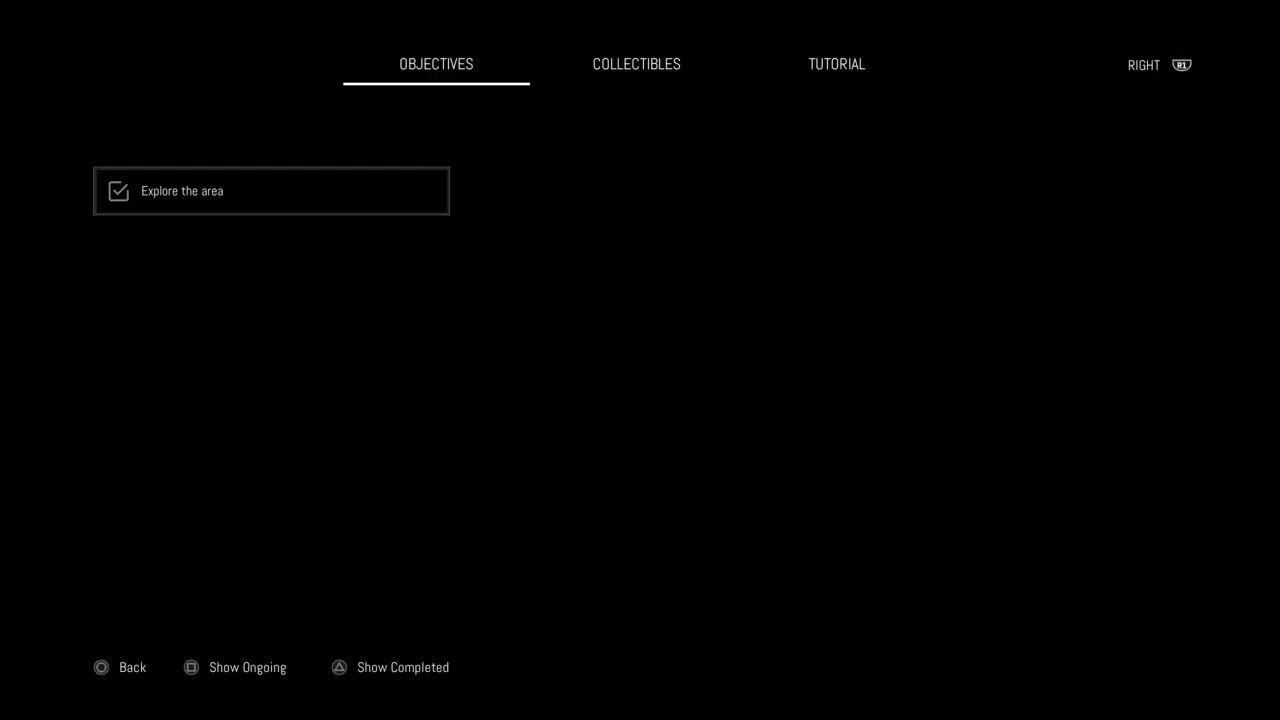 OBJECTIVES
COLLECTIBLES
TUTORIAL
RIGHT R1
Explore the area
Back
Show Ongoing
Show Completed